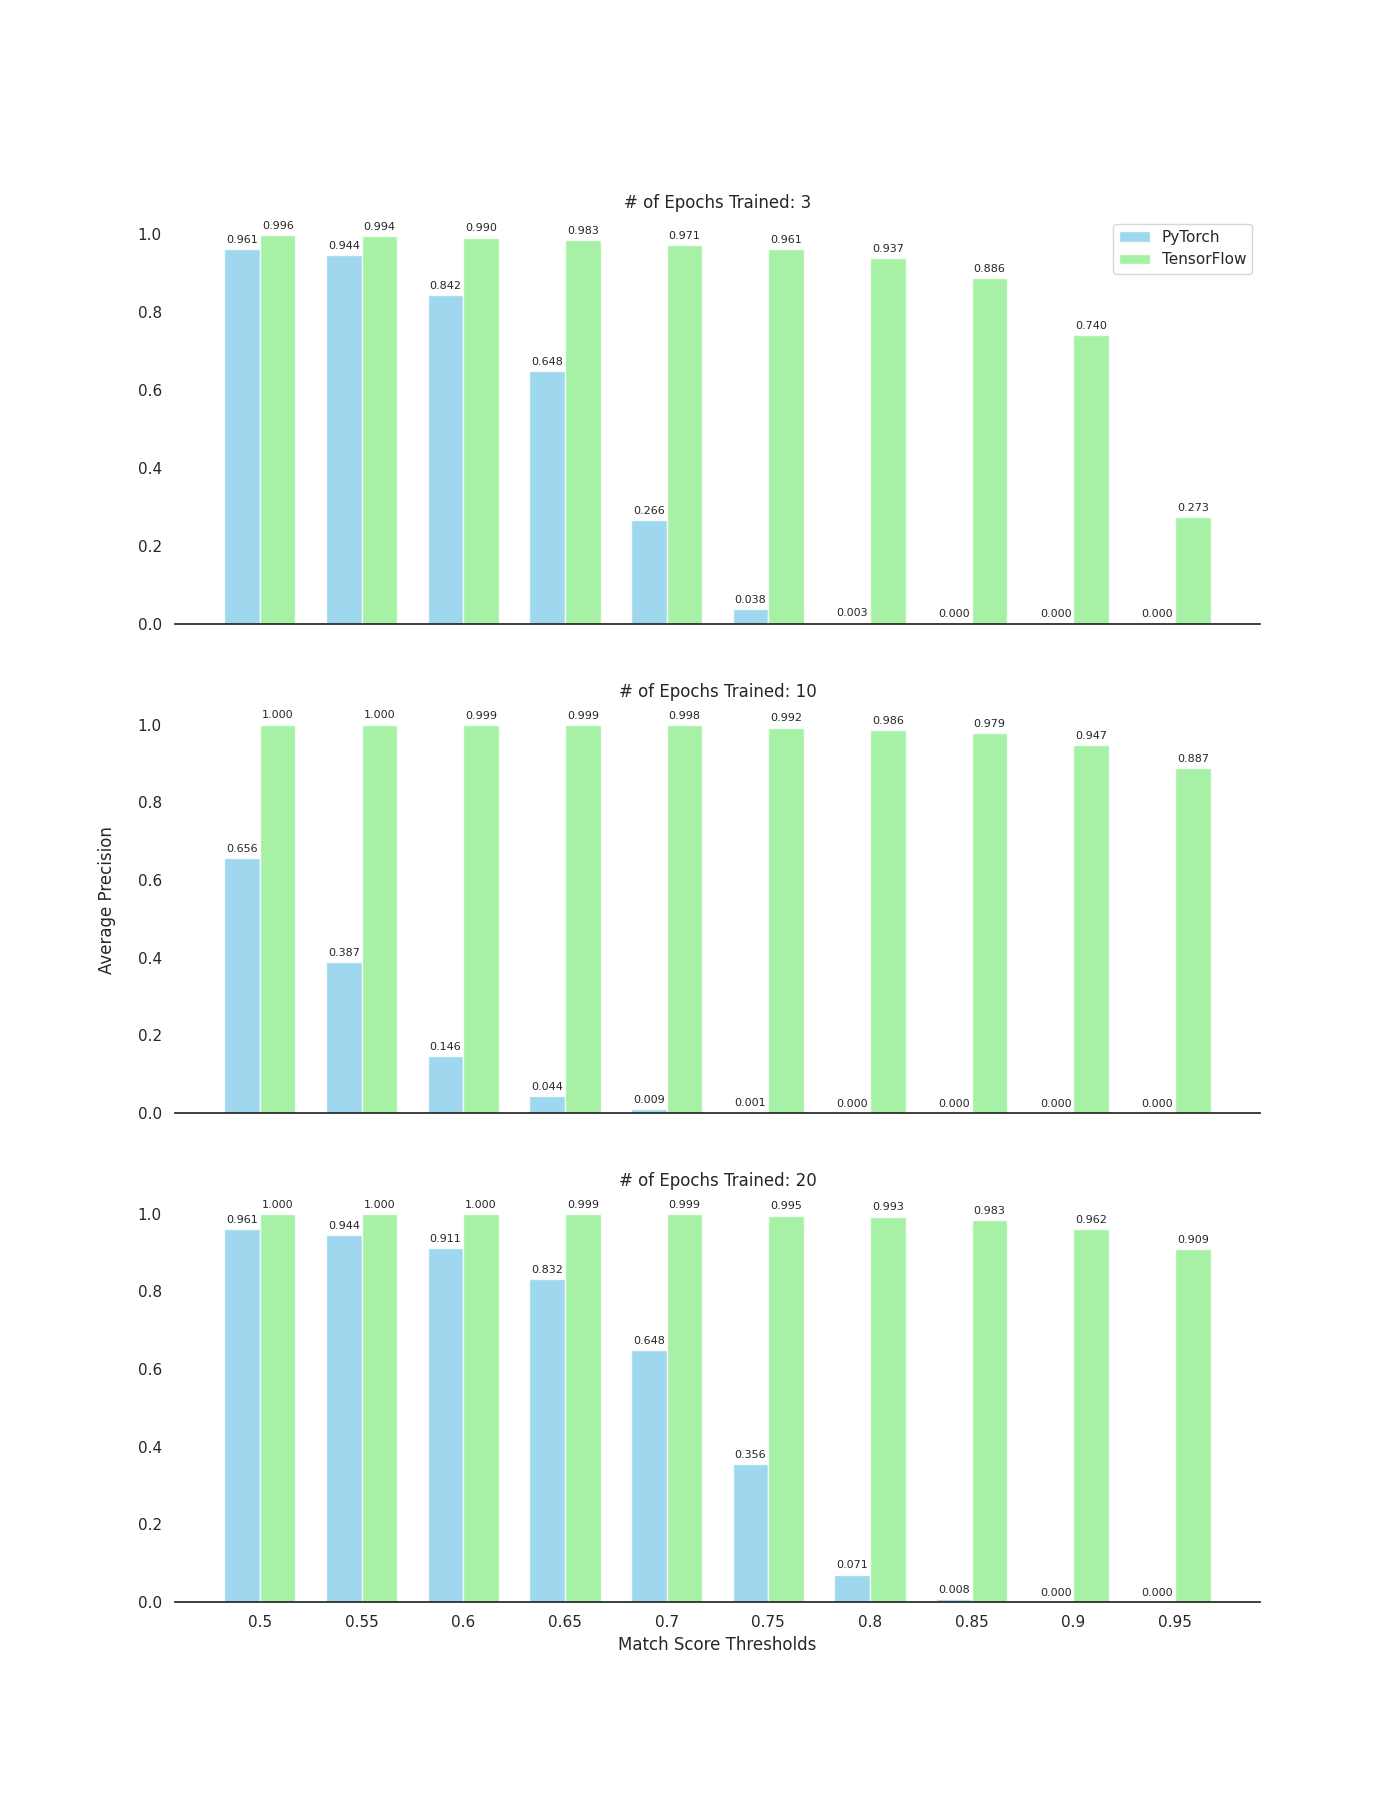 # of Epochs Trained: 3
PyTorch
TensorFlow
1.0
0.8
0.6
0.4
0.2
0.0
0.961 0.996 0.944 0.994 0.842 0.990 0.648 0.983 0.266 0.971 0.038 0.961 0.003 0.937 0.000 0.886 0.000 0.740 0.000 0.273
# of Epochs Trained: 10
Average Precision
1.0
0.8
0.6
0.4
0.2
0.0
0.656 1.000 0.387 1.000 0.146 0.999 0.044 0.999 0.009 0.998 0.001 0.992 0.000 0.986 0.000 0.979 0.000 0.947 0.000 0.887
# of Epochs Trained: 20
1.0
0.8
0.6
0.4
0.2
0.0
0.961 1.000 0.944 1.000 0.911 1.000 0.832 0.999 0.648 0.999 0.356 0.995 0.071 0.993 0.008 0.983 0.000 0.962 0.000 0.909
0.5 0.55 0.6 0.65 0.7 0.75 0.8 0.85 0.9 0.95
Match Score Thresholds